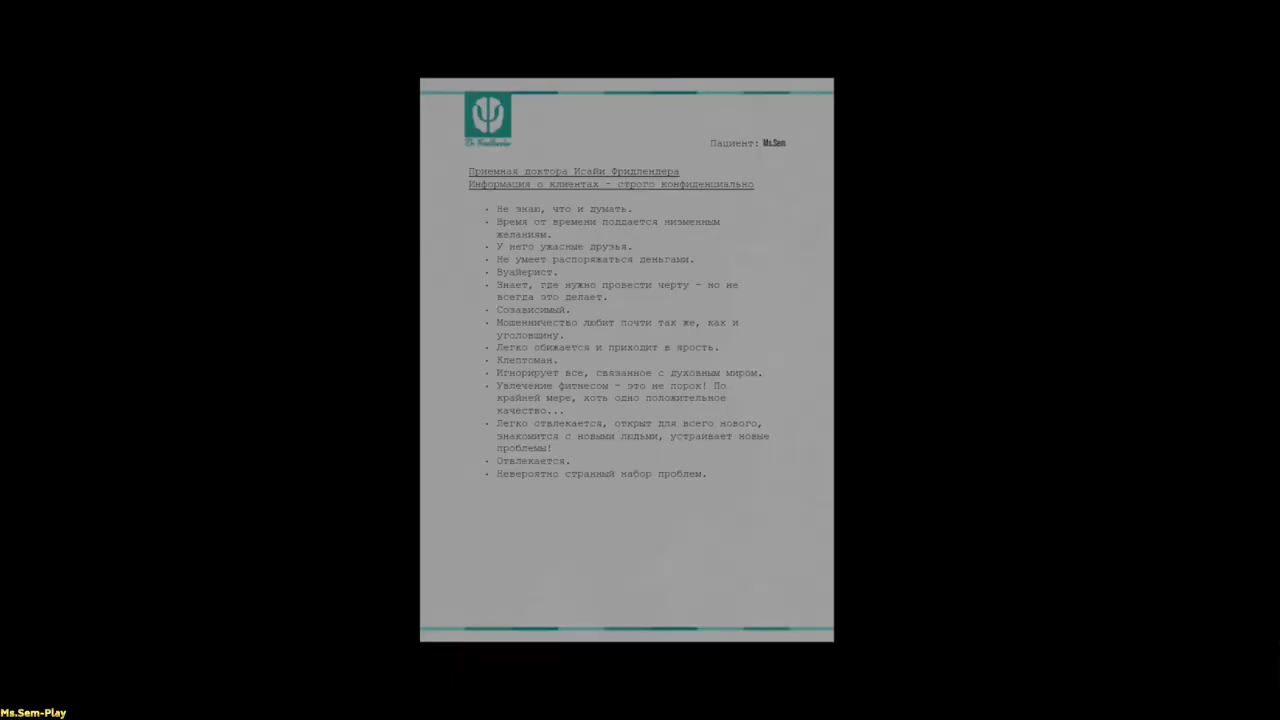 Dr. Friedlander
Пациент: Ms.Sem
Приемная доктора Исайи Фридлендера
Информация о клиентах - строго конфиденциально
· Не знаю, что и думать.
· Время от времени поддается низменным
желаниям.
· У него ужасные друзья.
· Не умеет распоряжаться деньгами.
· Вуайерист.
· Знает, где нужно провести черту - но не
всегда это делает.
· Созависимый.
· Мошенничество любит почти так же, как и
уголовщину.
· Легко обижается и приходит в ярость.
· Клептоман.
· Игнорирует все, связанное с духовным миром.
· Увлечение фитнесом - это не порок! По
крайней мере, хоть одно положительное
качество...
· Легко отвлекается, открыт для всего нового,
знакомится с новыми людьми, устраивает новые
проблемы!
· Отвлекается.
· Невероятно странный набор проблем.
Ms.Sem-Play